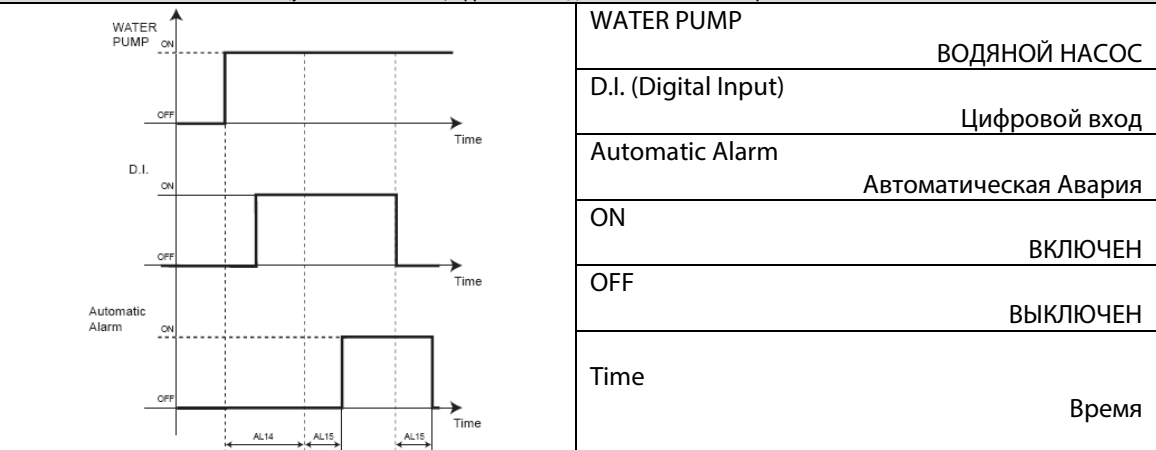 WATER
PUMP
ON
OFF
Time
D.I.
ON
OFF
Time
Automatic
Alarm
ON
OFF
Time
AL14
AL15
AL15
WATER PUMP
ВОДЯНОЙ НАСОС
D.I. (Digital Input)
Цифровой вход
Automatic Alarm
Автоматическая Авария
ON
ВКЛЮЧЕН
OFF
ВЫКЛЮЧЕН
Time
Время